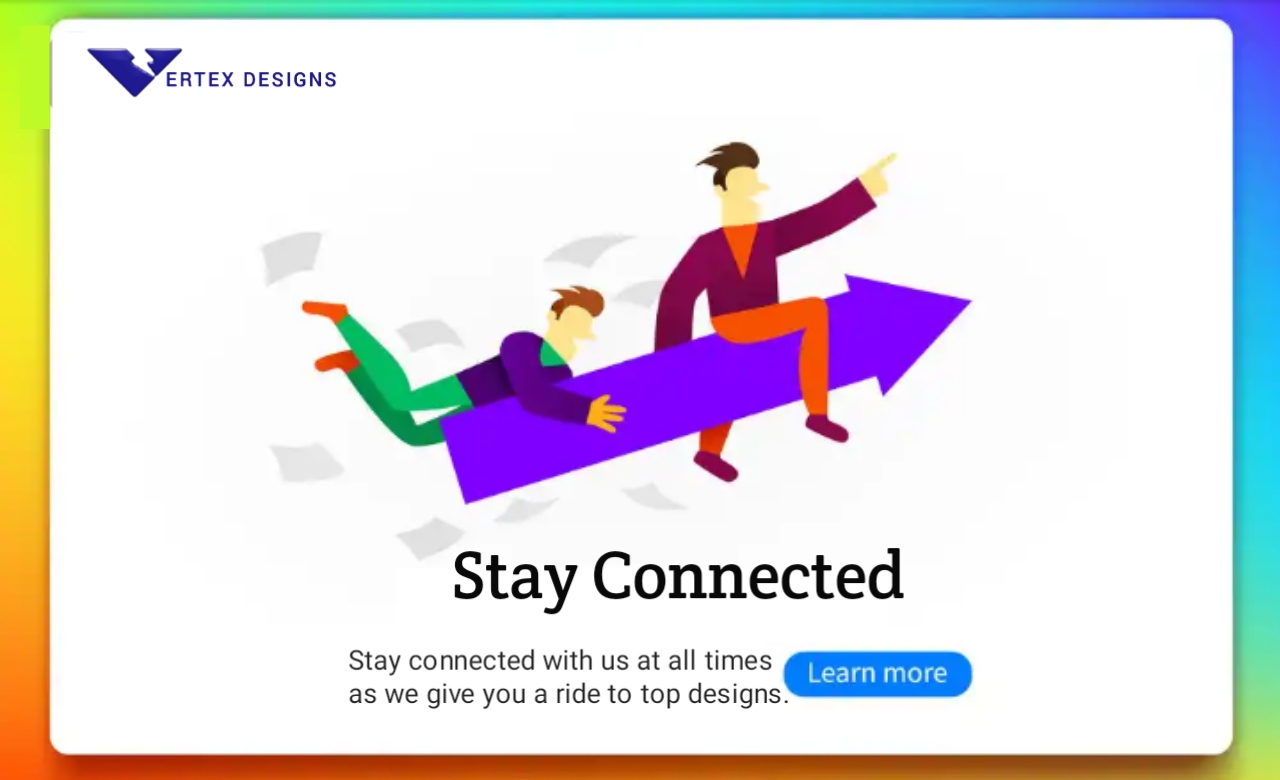 VERTEX DESIGNS
Stay Connected
Stay connected with us at all times
as we give you a ride to top designs.
Learn more